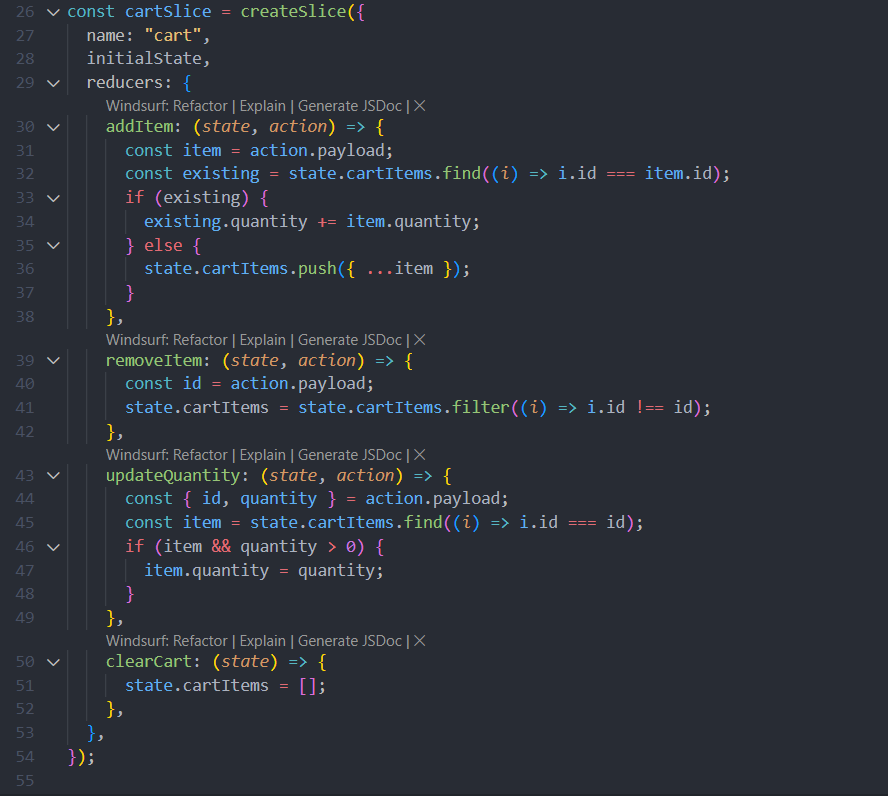 26 const cartSlice = createSlice({
27 name: "cart",
28 initialState,
29 reducers: {
Windsurf: Refactor | Explain | Generate JSDoc | ✕
30 addItem: (state, action) => {
31 const item = action.payload;
32 const existing = state.cartItems.find((i) => i.id === item.id);
33 if (existing) {
34 existing.quantity += item.quantity;
35 } else {
36 state.cartItems.push({ ...item });
37 }
38 },
Windsurf: Refactor | Explain | Generate JSDoc | ✕
39 removeItem: (state, action) => {
40 const id = action.payload;
41 state.cartItems = state.cartItems.filter((i) => i.id !== id);
42 },
Windsurf: Refactor | Explain | Generate JSDoc | ✕
43 updateQuantity: (state, action) => {
44 const { id, quantity } = action.payload;
45 const item = state.cartItems.find((i) => i.id === id);
46 if (item && quantity > 0) {
47 item.quantity = quantity;
48 }
49 },
Windsurf: Refactor | Explain | Generate JSDoc | ✕
50 clearCart: (state) => {
51 state.cartItems = [];
52 },
53 },
54 });
55